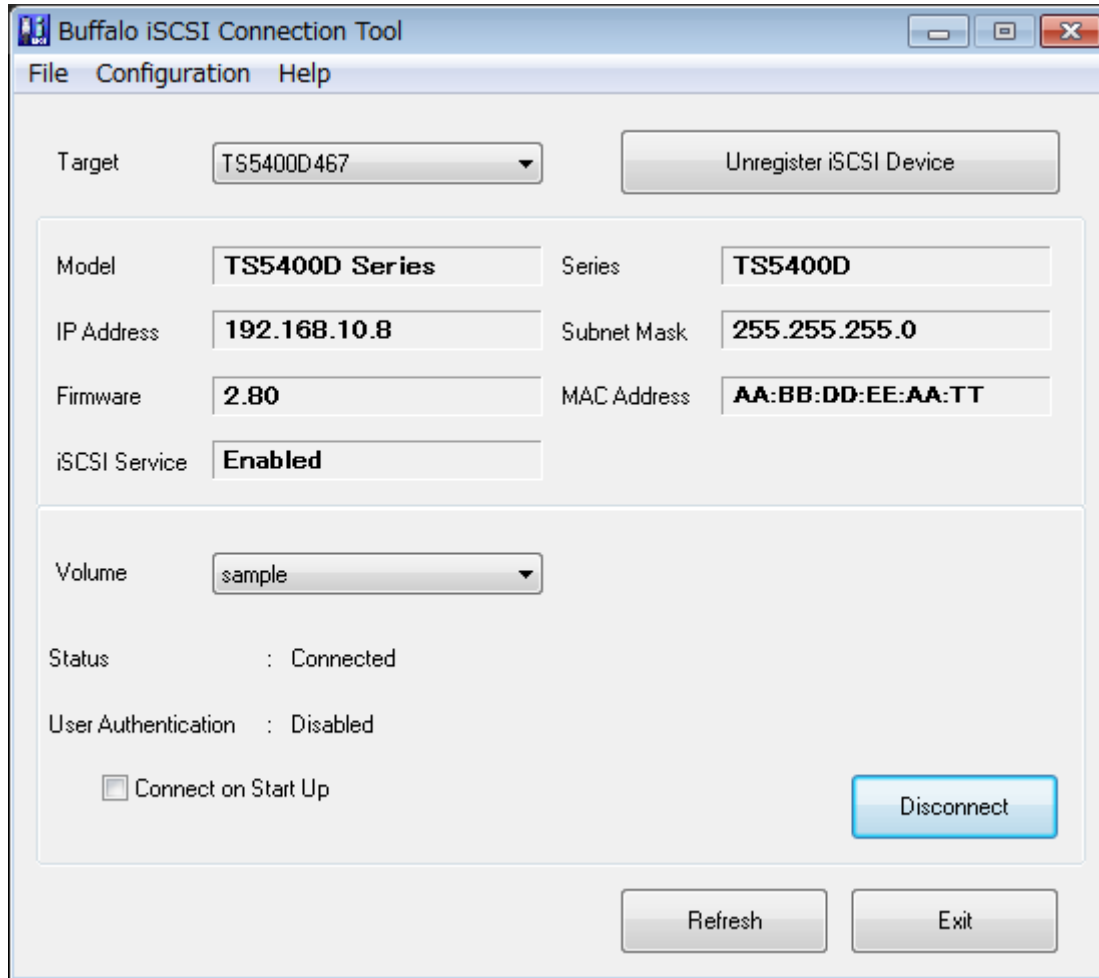 Buffalo iSCSI Connection Tool
File Configuration Help
Target TS5400D467 Unregister iSCSI Device
Model TS5400D Series Series TS5400D
IP Address 192.168.10.8 Subnet Mask 255.255.255.0
Firmware 2.80 MAC Address AA:BB:DD:EE:AA:TT
iSCSI Service Enabled
Volume sample
Status : Connected
User Authentication : Disabled
Connect on Start Up
Disconnect
Refresh Exit